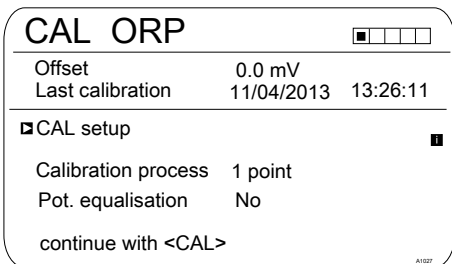 CAL ORP
Offset 0.0 mV
Last calibration 11/04/2013 13:26:11
CAL setup
i
Calibration process 1 point
Pot. equalisation No
continue with <CAL>
A1027